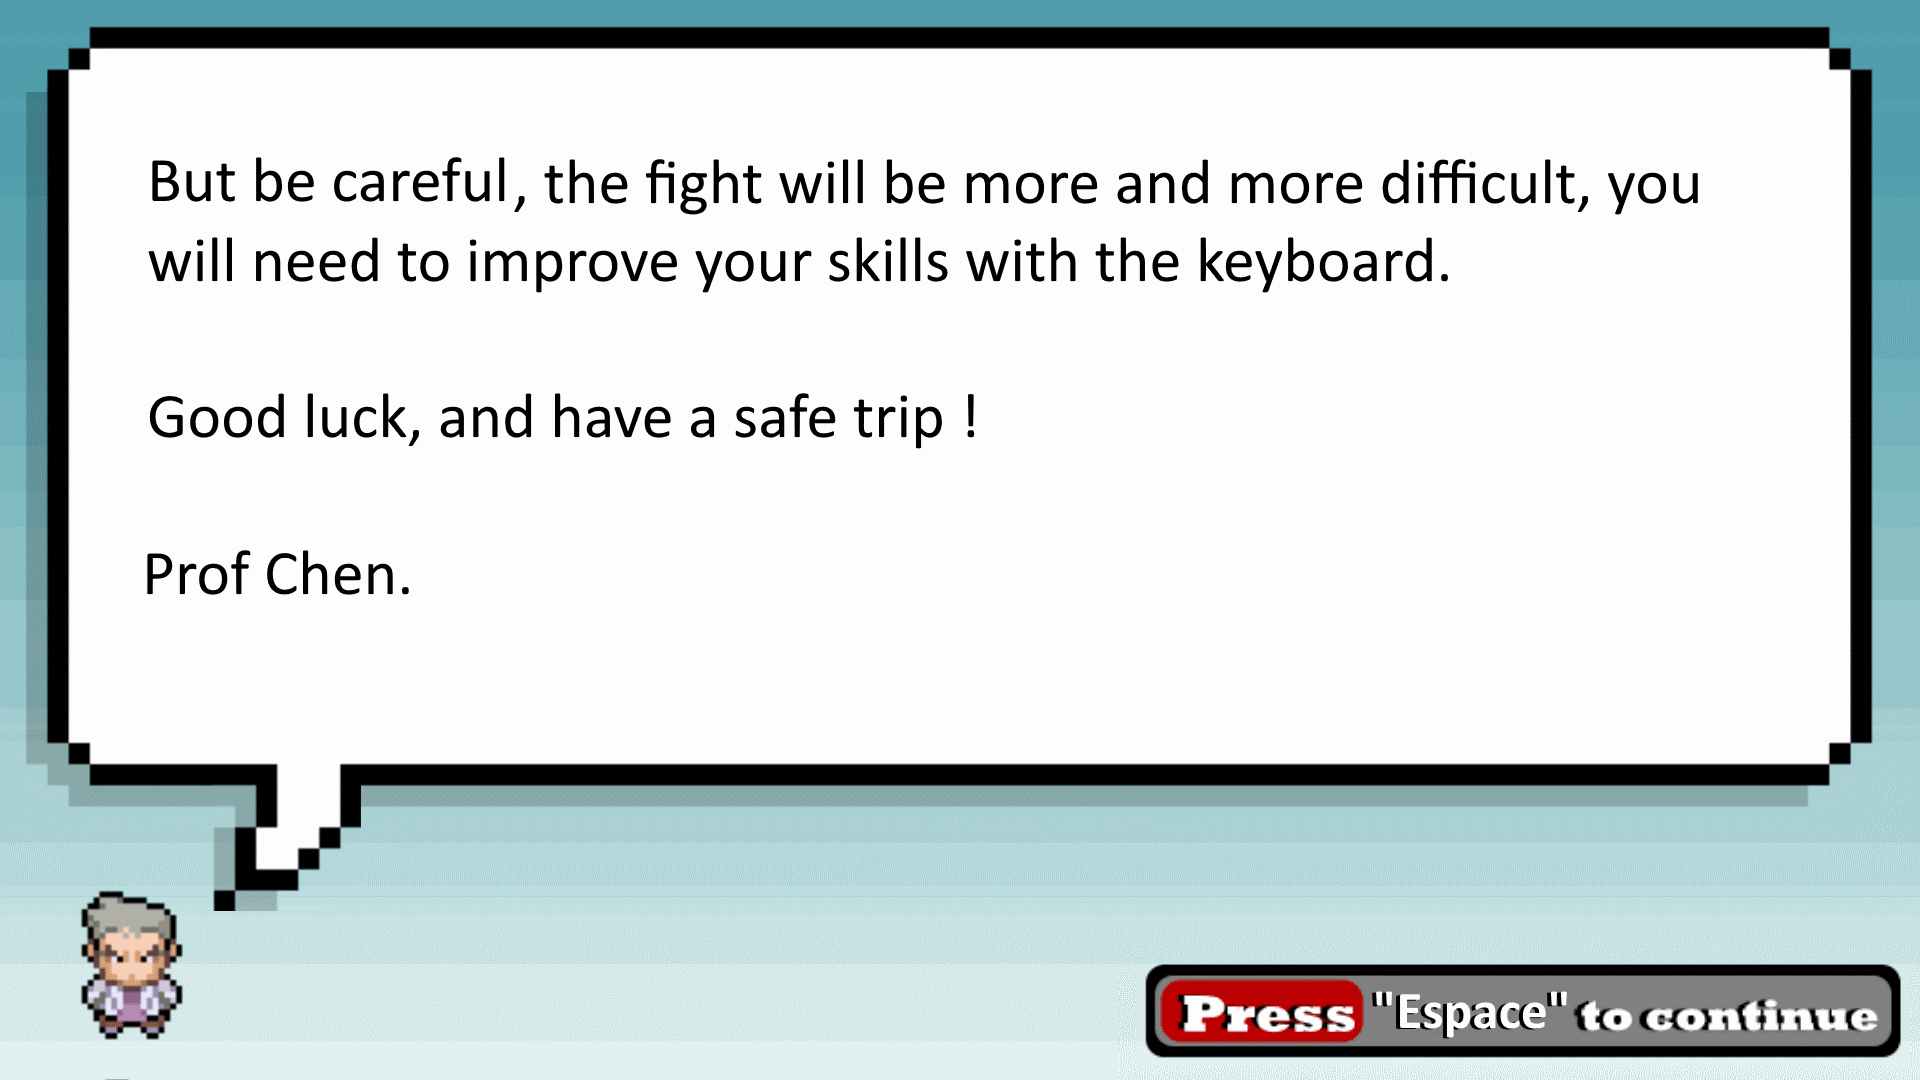 But be careful, the fight will be more and more difficult, you
will need to improve your skills with the keyboard.
Good luck, and have a safe trip !
Prof Chen.
Press "Espace" to continue